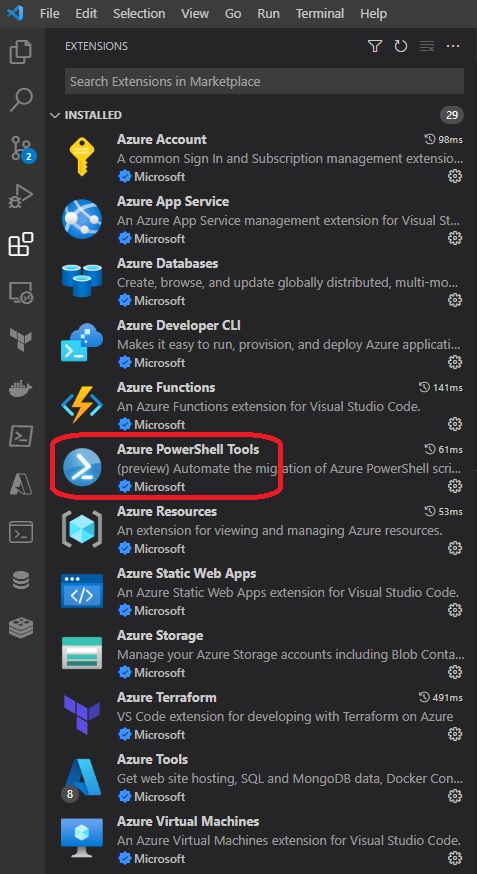 File Edit Selection View Go Run Terminal Help
EXTENSIONS
Search Extensions in Marketplace
INSTALLED 29
Azure Account 98ms
A common Sign In and Subscription management extensio...
Microsoft
2
Azure App Service
An Azure App Service management extension for Visual St...
Microsoft
Azure Databases
Create, browse, and update globally distributed, multi-mo...
Microsoft
Azure Developer CLI
Makes it easy to run, provision, and deploy Azure applicati...
Microsoft
Azure Functions 141ms
An Azure Functions extension for Visual Studio Code.
Microsoft
Azure PowerShell Tools 61ms
(preview) Automate the migration of Azure PowerShell scri...
Microsoft
Azure Resources 53ms
An extension for viewing and managing Azure resources.
Microsoft
Azure Static Web Apps
An Azure Static Web Apps extension for Visual Studio Code.
Microsoft
Azure Storage
Manage your Azure Storage accounts including Blob Conta...
Microsoft
Azure Terraform 491ms
VS Code extension for developing with Terraform on Azure
Microsoft
Azure Tools
Get web site hosting, SQL and MongoDB data, Docker Con...
8 Microsoft
Azure Virtual Machines
An Azure Virtual Machines extension for Visual Studio Code.
Microsoft